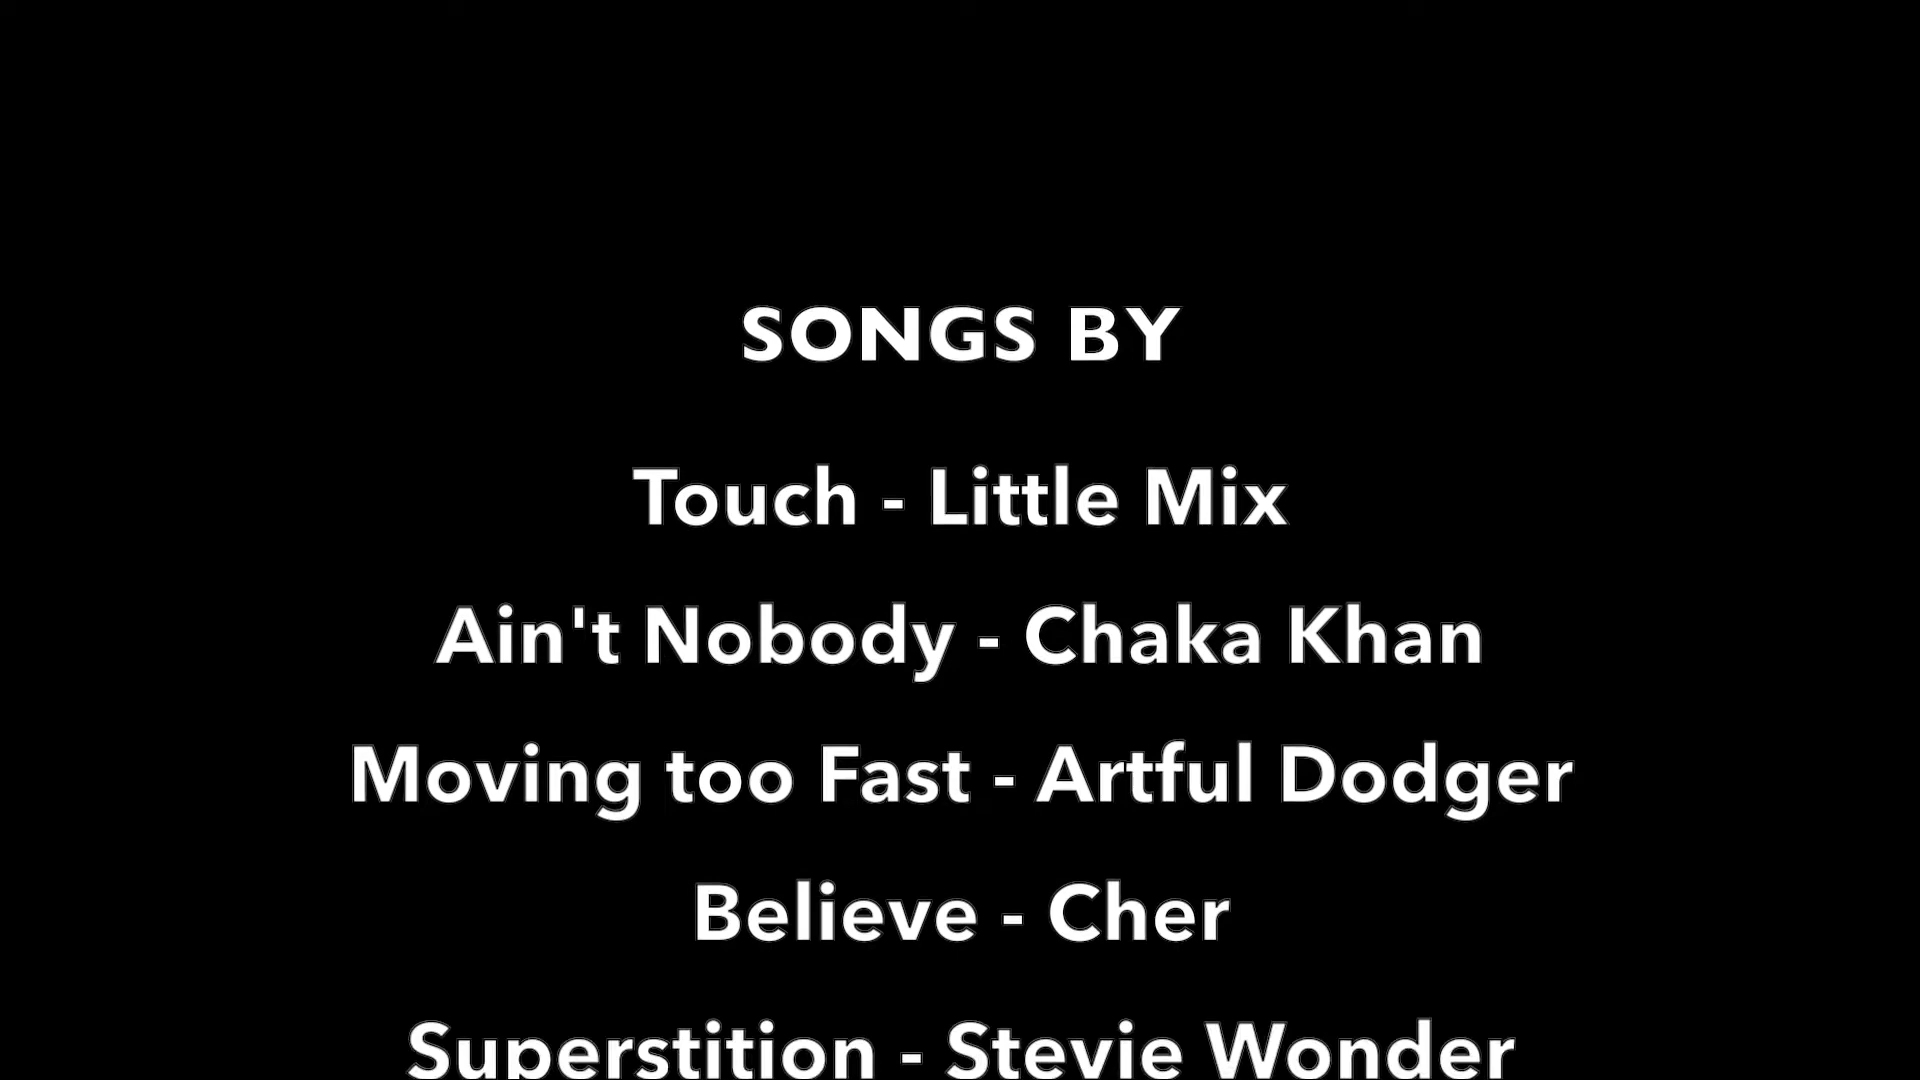 SONGS BY
Touch - Little Mix
Ain't Nobody - Chaka Khan
Moving too Fast - Artful Dodger
Believe - Cher
Superstition - Stevie Wonder